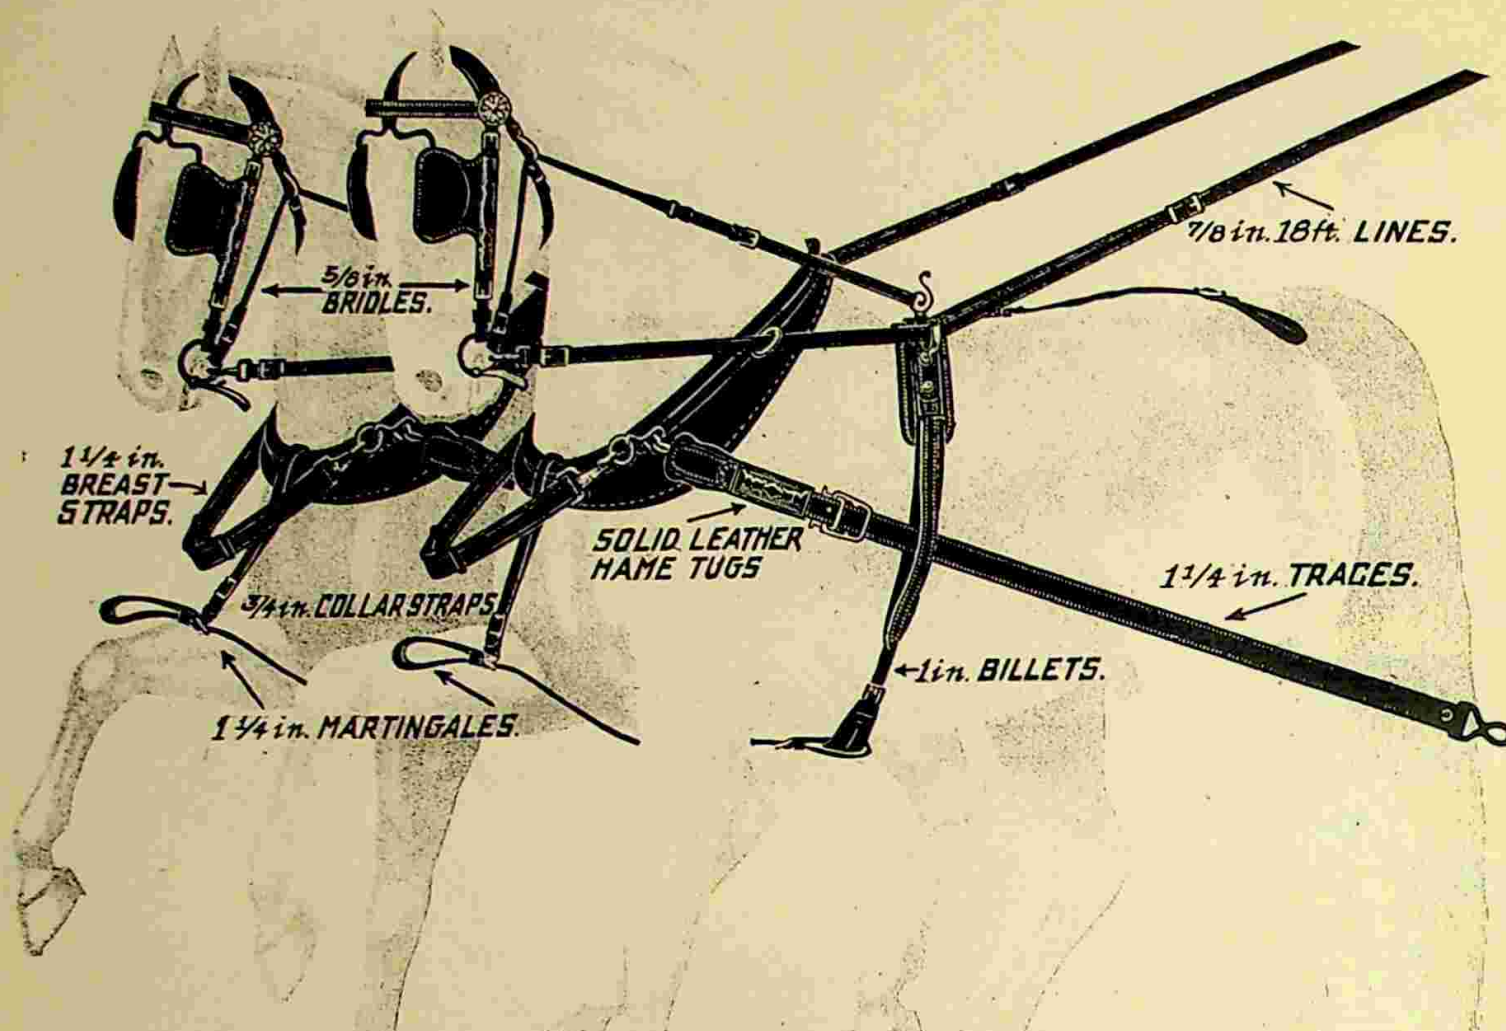 7/8 in. 18 ft. LINES.
5/8 in.
BRIDLES.
1 1/4 in.
BREAST
STRAPS.
SOLID LEATHER
HAME TUGS
1 1/4 in. TRACES.
3/4 in. COLLAR STRAPS.
1 in. BILLETS.
1 1/4 in. MARTINGALES.